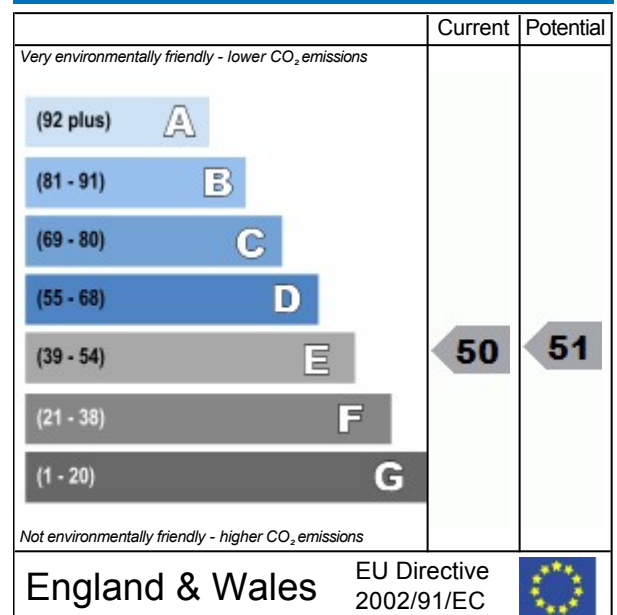 Current Potential
Very environmentally friendly - lower CO₂ emissions
(92 plus) A
(81 - 91) B
(69 - 80) C
(55 - 68) D
(39 - 54) E 50 51
(21 - 38) F
(1 - 20) G
Not environmentally friendly - higher CO₂ emissions
England & Wales
EU Directive
2002/91/EC